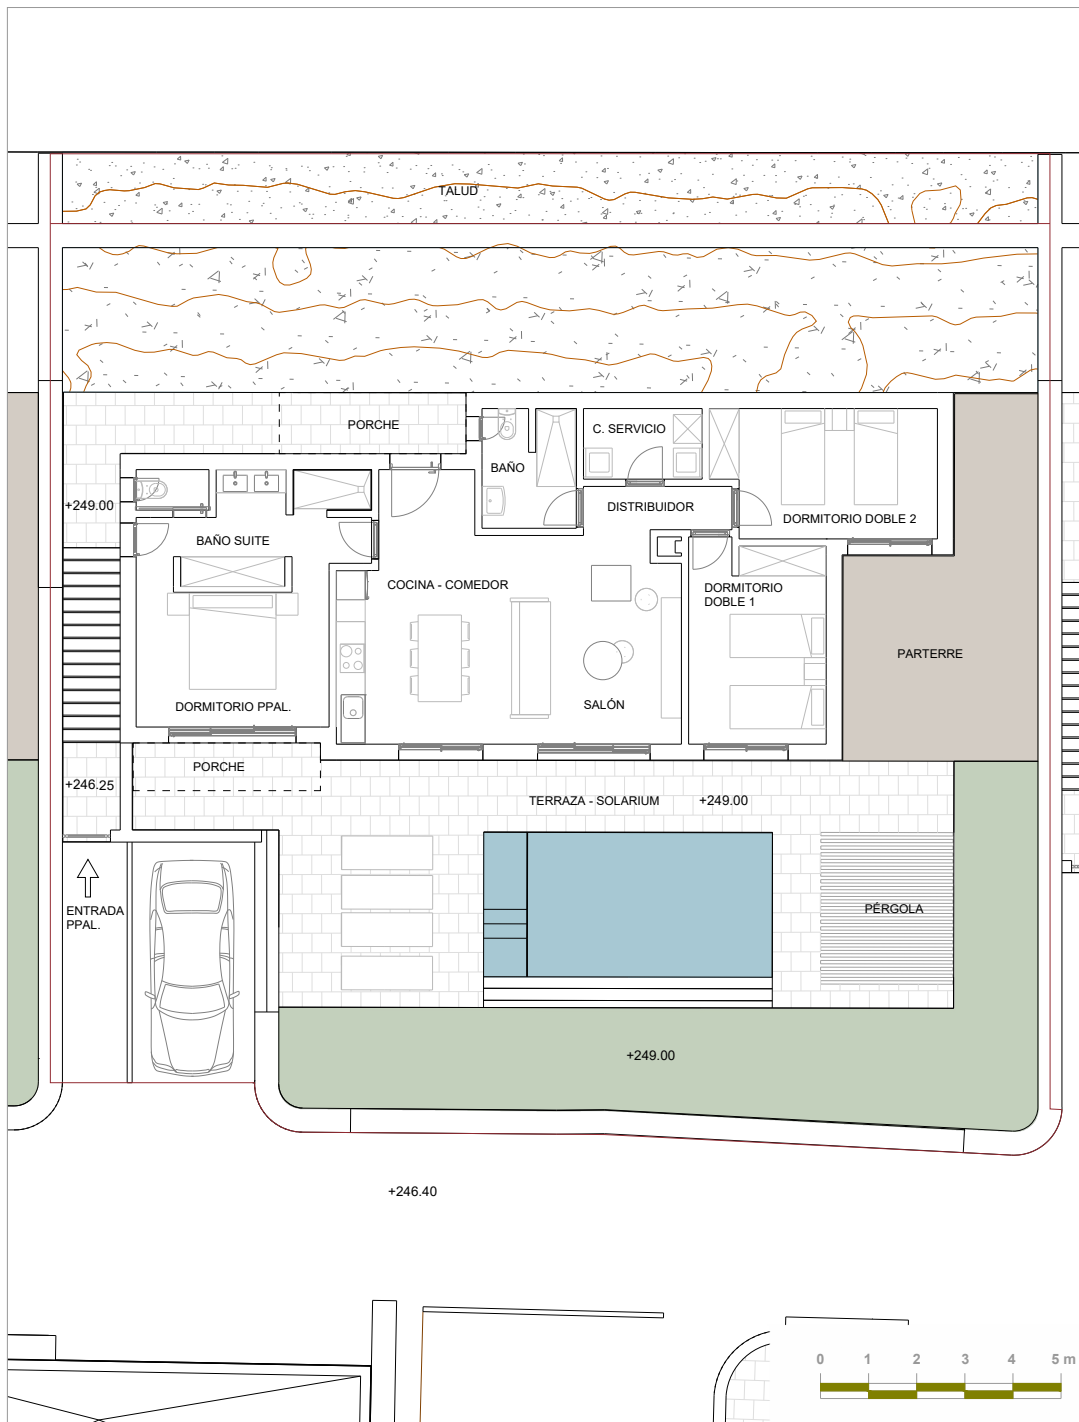 TALUD
PORCHE
C. SERVICIO
BAÑO
+249.00
DISTRIBUIDOR
DORMITORIO DOBLE 2
BAÑO SUITE
COCINA - COMEDOR
DORMITORIO
DOBLE 1
PARTERRE
DORMITORIO PPAL.
SALÓN
PORCHE
+246.25
TERRAZA - SOLARIUM
+249.00
ENTRADA
PPAL.
PÉRGOLA
+249.00
+246.40
0 1 2 3 4 5 m